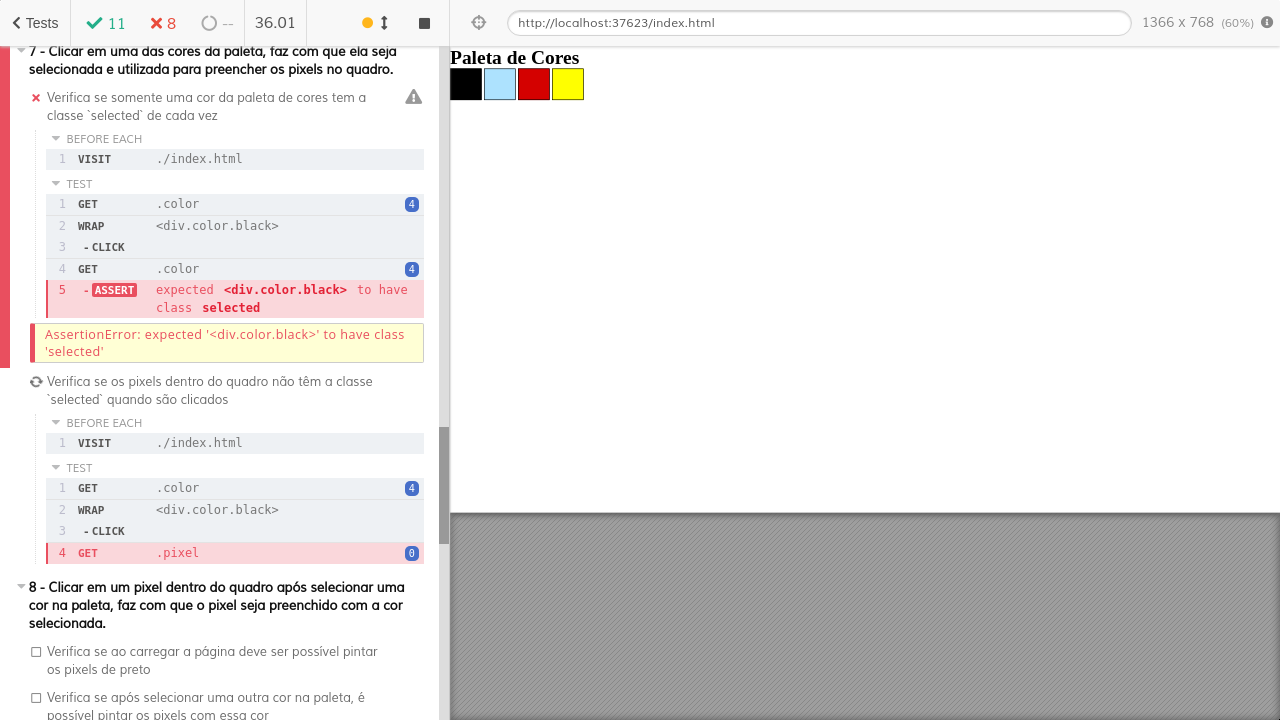 Tests
11
8
--
36.01
http://localhost:37623/index.html
1366 x 768 (60%)
7 - Clicar em uma das cores da paleta, faz com que ela seja
selecionada e utilizada para preencher os pixels no quadro.
Verifica se somente uma cor da paleta de cores tem a
classe `selected` de cada vez
BEFORE EACH
1 VISIT ./index.html
TEST
1 GET .color 4
2 WRAP <div.color.black>
3 - CLICK
4 GET .color 4
5 - ASSERT expected <div.color.black> to have
class selected
AssertionError: expected '<div.color.black>' to have class
'selected'
Verifica se os pixels dentro do quadro não têm a classe
`selected` quando são clicados
BEFORE EACH
1 VISIT ./index.html
TEST
1 GET .color 4
2 WRAP <div.color.black>
3 - CLICK
4 GET .pixel 0
8 - Clicar em um pixel dentro do quadro após selecionar uma
cor na paleta, faz com que o pixel seja preenchido com a cor
selecionada.
Verifica se ao carregar a página deve ser possível pintar
os pixels de preto
Verifica se após selecionar uma outra cor na paleta, é
possível pintar os pixels com essa cor
Paleta de Cores